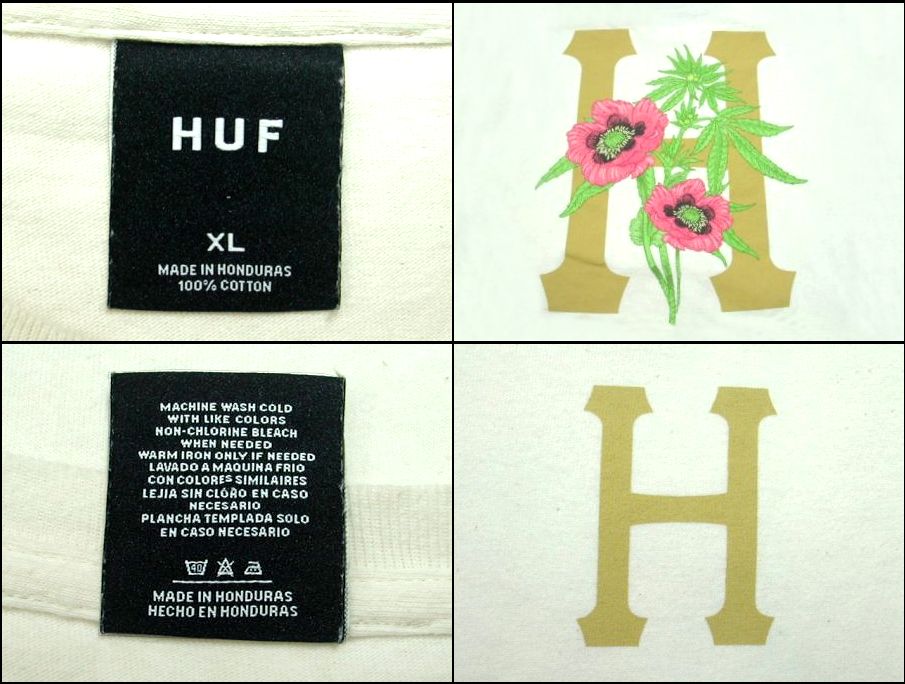 HUF
XL
MADE IN HONDURAS
100% COTTON
H
MACHINE WASH COLD
WITH LIKE COLORS
NON-CHLORINE BLEACH
WHEN NEEDED
WARM IRON ONLY IF NEEDED
LAVADO A MAQUINA FRIO
CON COLORES SIMILAIRES
LEJIA SIN CLORO EN CASO
NECESARIO
PLANCHA TEMPLADA SOLO
EN CASO NECESARIO
40
MADE IN HONDURAS
HECHO EN HONDURAS
H